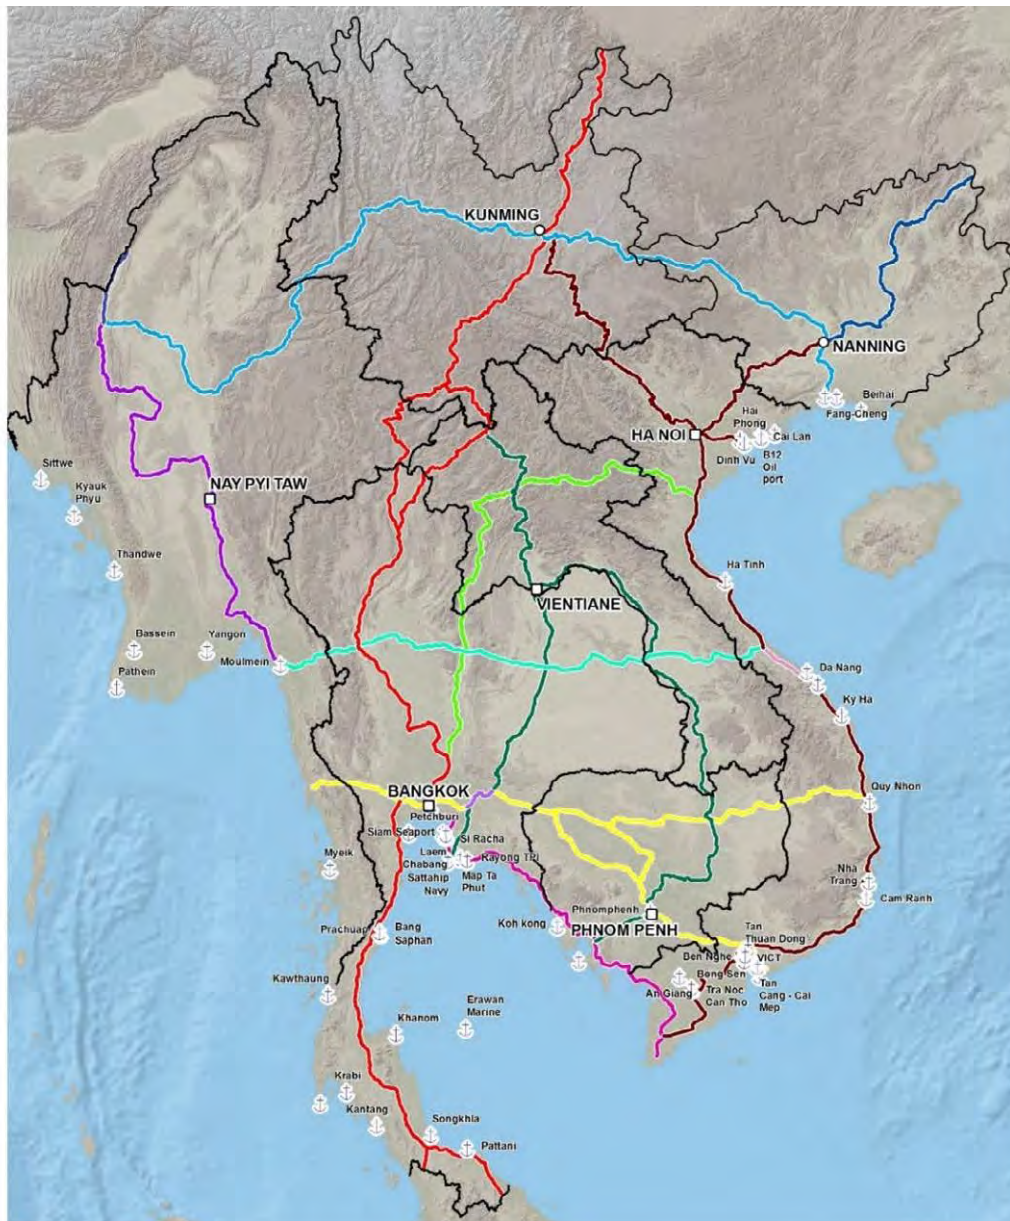 KUNMING
NANNING
Beihai
Fang-Cheng
Hai
Phong
HA NOI
Cai Lan
Dinh Vu
B12
Oil
port
Sittwe
Kyauk
Phyu
NAY PYI TAW
Thandwe
Ha Tinh
VIENTIANE
Bassein
Yangon
Moulmein
Pathein
Da Nang
Ky Ha
BANGKOK
Petchburi
Quy Nhon
Siam Seaport
Si Racha
Laem
Chabang
Rayong TPI
Sattahip
Navy
Map Ta
Phut
Myeik
Nha
Trang
Cam Ranh
Phnomphenh
PHNOM PENH
Koh kong
Prachuap
Bang
Saphan
Tan
Thuan Dong
Ben Nghe
VICT
Bong Sen
Kawthaung
An Giang
Tra Noc
Can Tho
Tan
Cang - Cai
Mep
Erawan
Marine
Khanom
Krabi
Kantang
Songkhla
Pattani